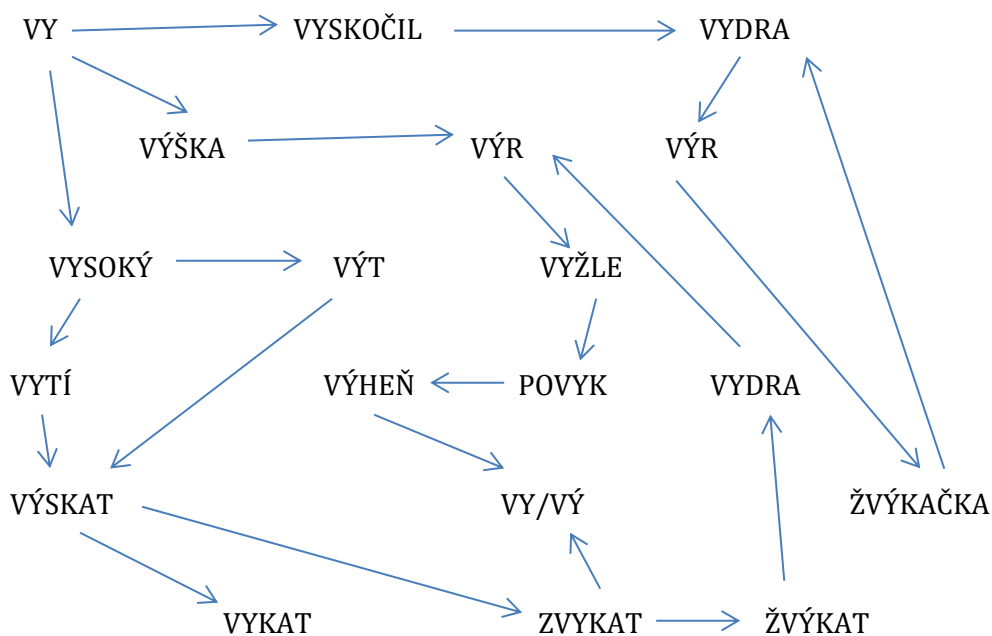 VY VYSKOČIL VYDRA
VÝŠKA VÝR VÝR
VYSOKÝ VÝT VYŽLE
VYTÍ VÝHEŇ POVYK VYDRA
VÝSKAT VY/VÝ ŽVÝKAČKA
VYKAT ZVYKAT ŽVÝKAT